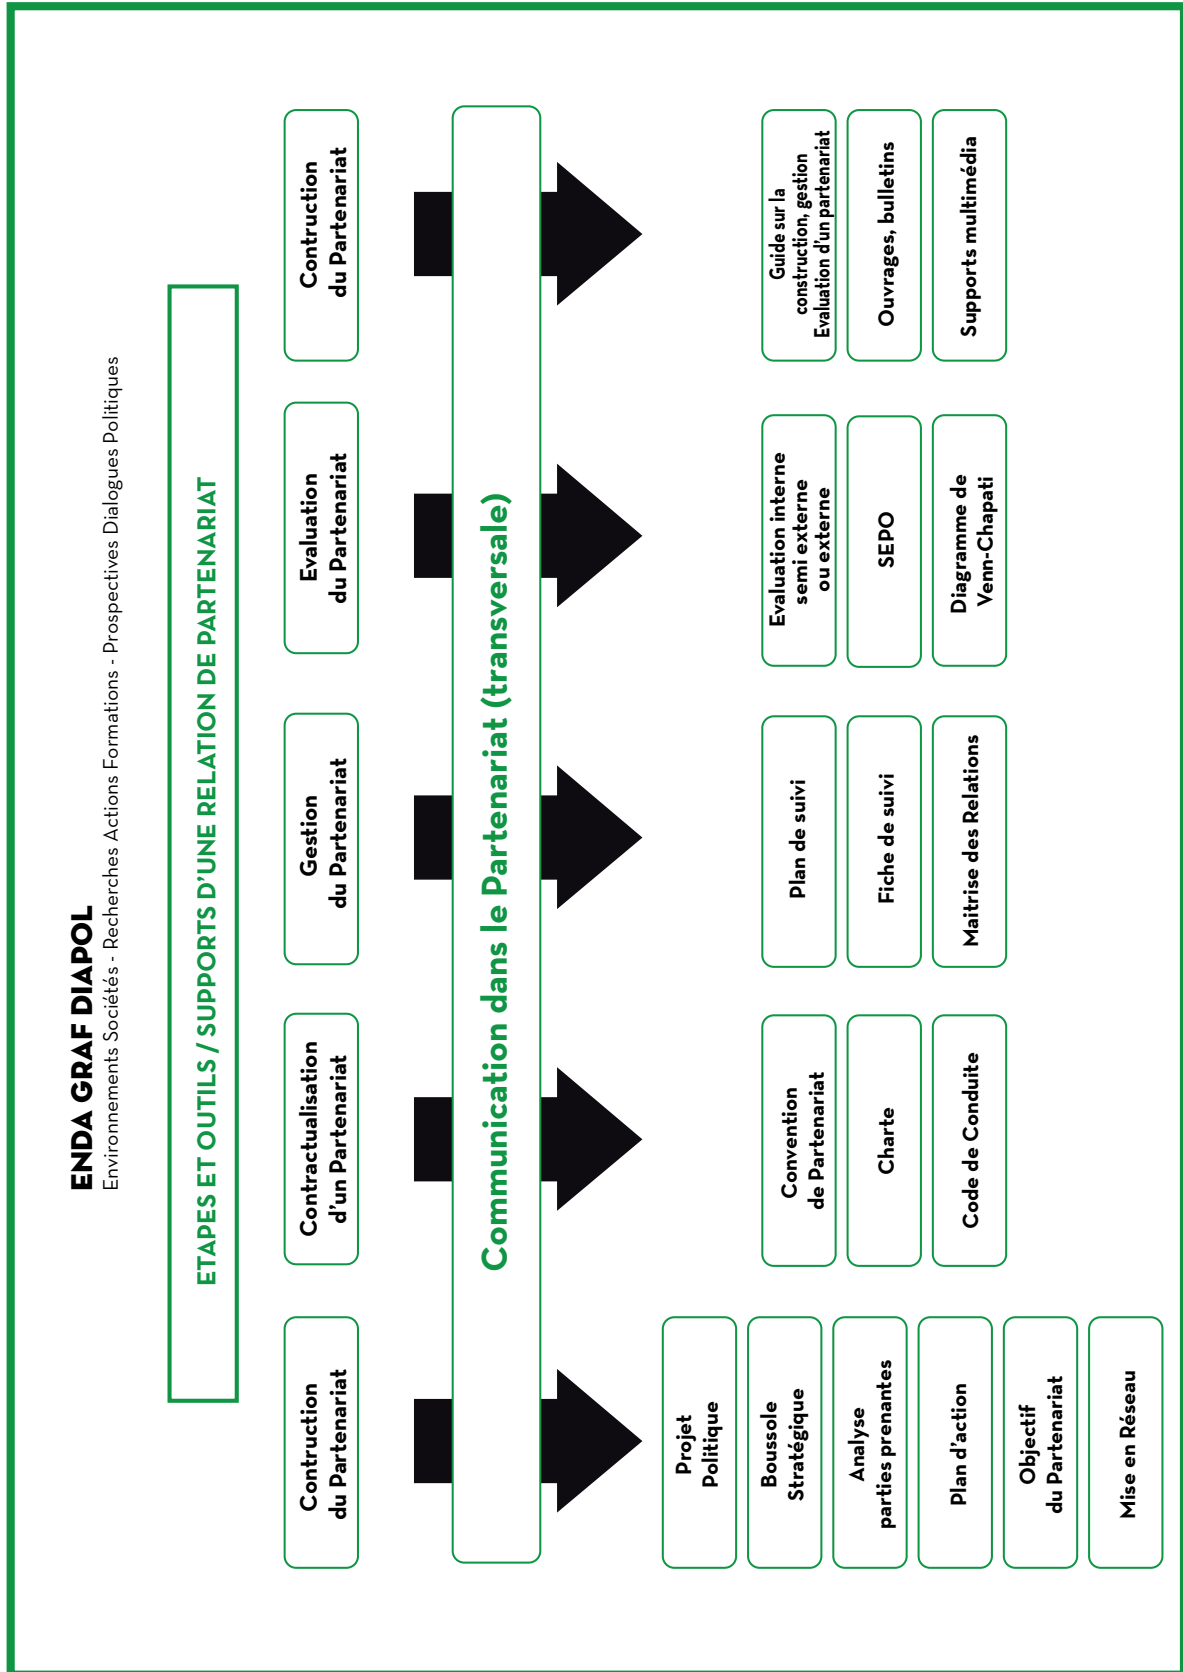 ENDA GRAF DIAPOL
Environnements Sociétés - Recherches Actions Formations - Prospectives Dialogues Politiques
ETAPES ET OUTILS / SUPPORTS D'UNE RELATION DE PARTENARIAT
Contruction
du Partenariat
Contractualisation
d'un Partenariat
Gestion
du Partenariat
Evaluation
du Partenariat
Contruction
du Partenariat
Communication dans le Partenariat (transversale)
Projet
Politique
Boussole
Stratégique
Analyse
parties prenantes
Plan d'action
Objectif
du Partenariat
Mise en Réseau
Convention
de Partenariat
Charte
Code de Conduite
Plan de suivi
Fiche de suivi
Maitrise des Relations
Evaluation interne
semi externe
ou externe
SEPO
Diagramme de
Venn-Chapati
Guide sur la
construction, gestion
Evaluation d'un partenariat
Ouvrages, bulletins
Supports multimédia